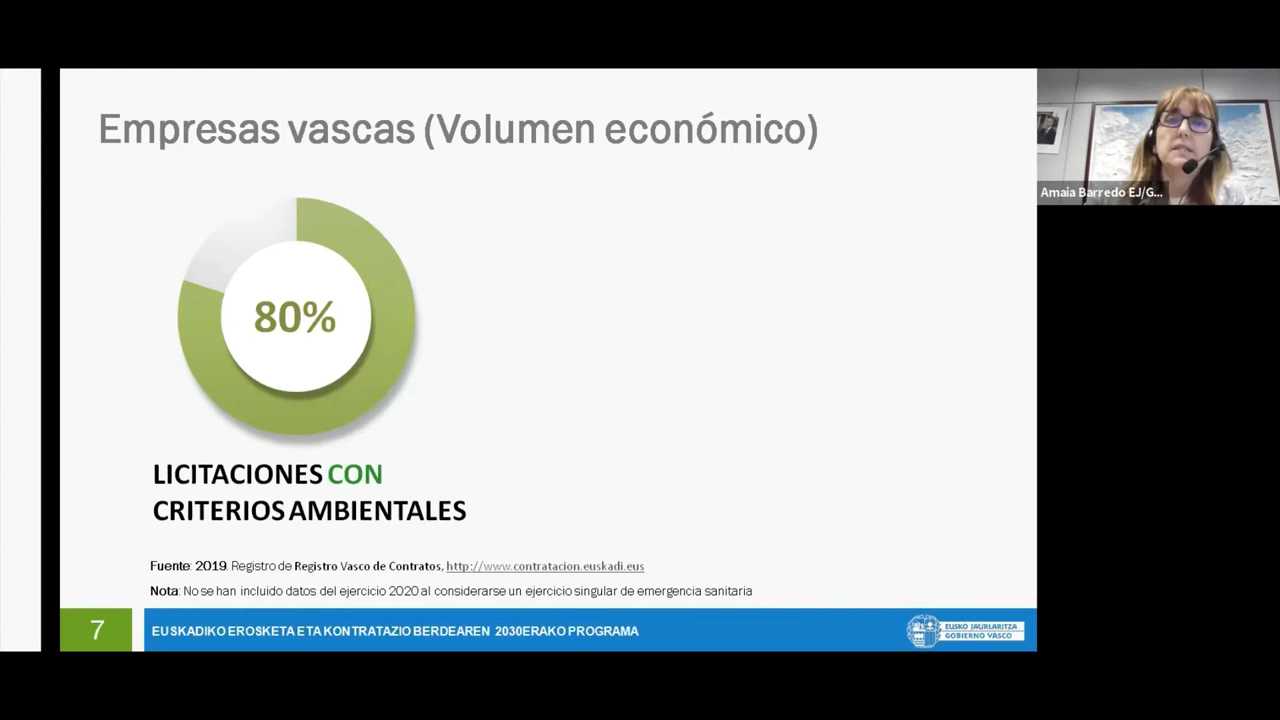 Empresas vascas (Volumen económico)
80%
LICITACIONES CON
CRITERIOS AMBIENTALES
Fuente: 2019. Registro de Registro Vasco de Contratos, http://www.contratacion.euskadi.eus
Nota: No se han incluido datos del ejercicio 2020 al considerarse un ejercicio singular de emergencia sanitaria
7
EUSKADIKO EROSKETA ETA KONTRATAZIO BERDEAREN 2030ERAKO PROGRAMA
EUSKO JAURLARITZA
GOBIERNO VASCO
Amaia Barredo EJ/G...